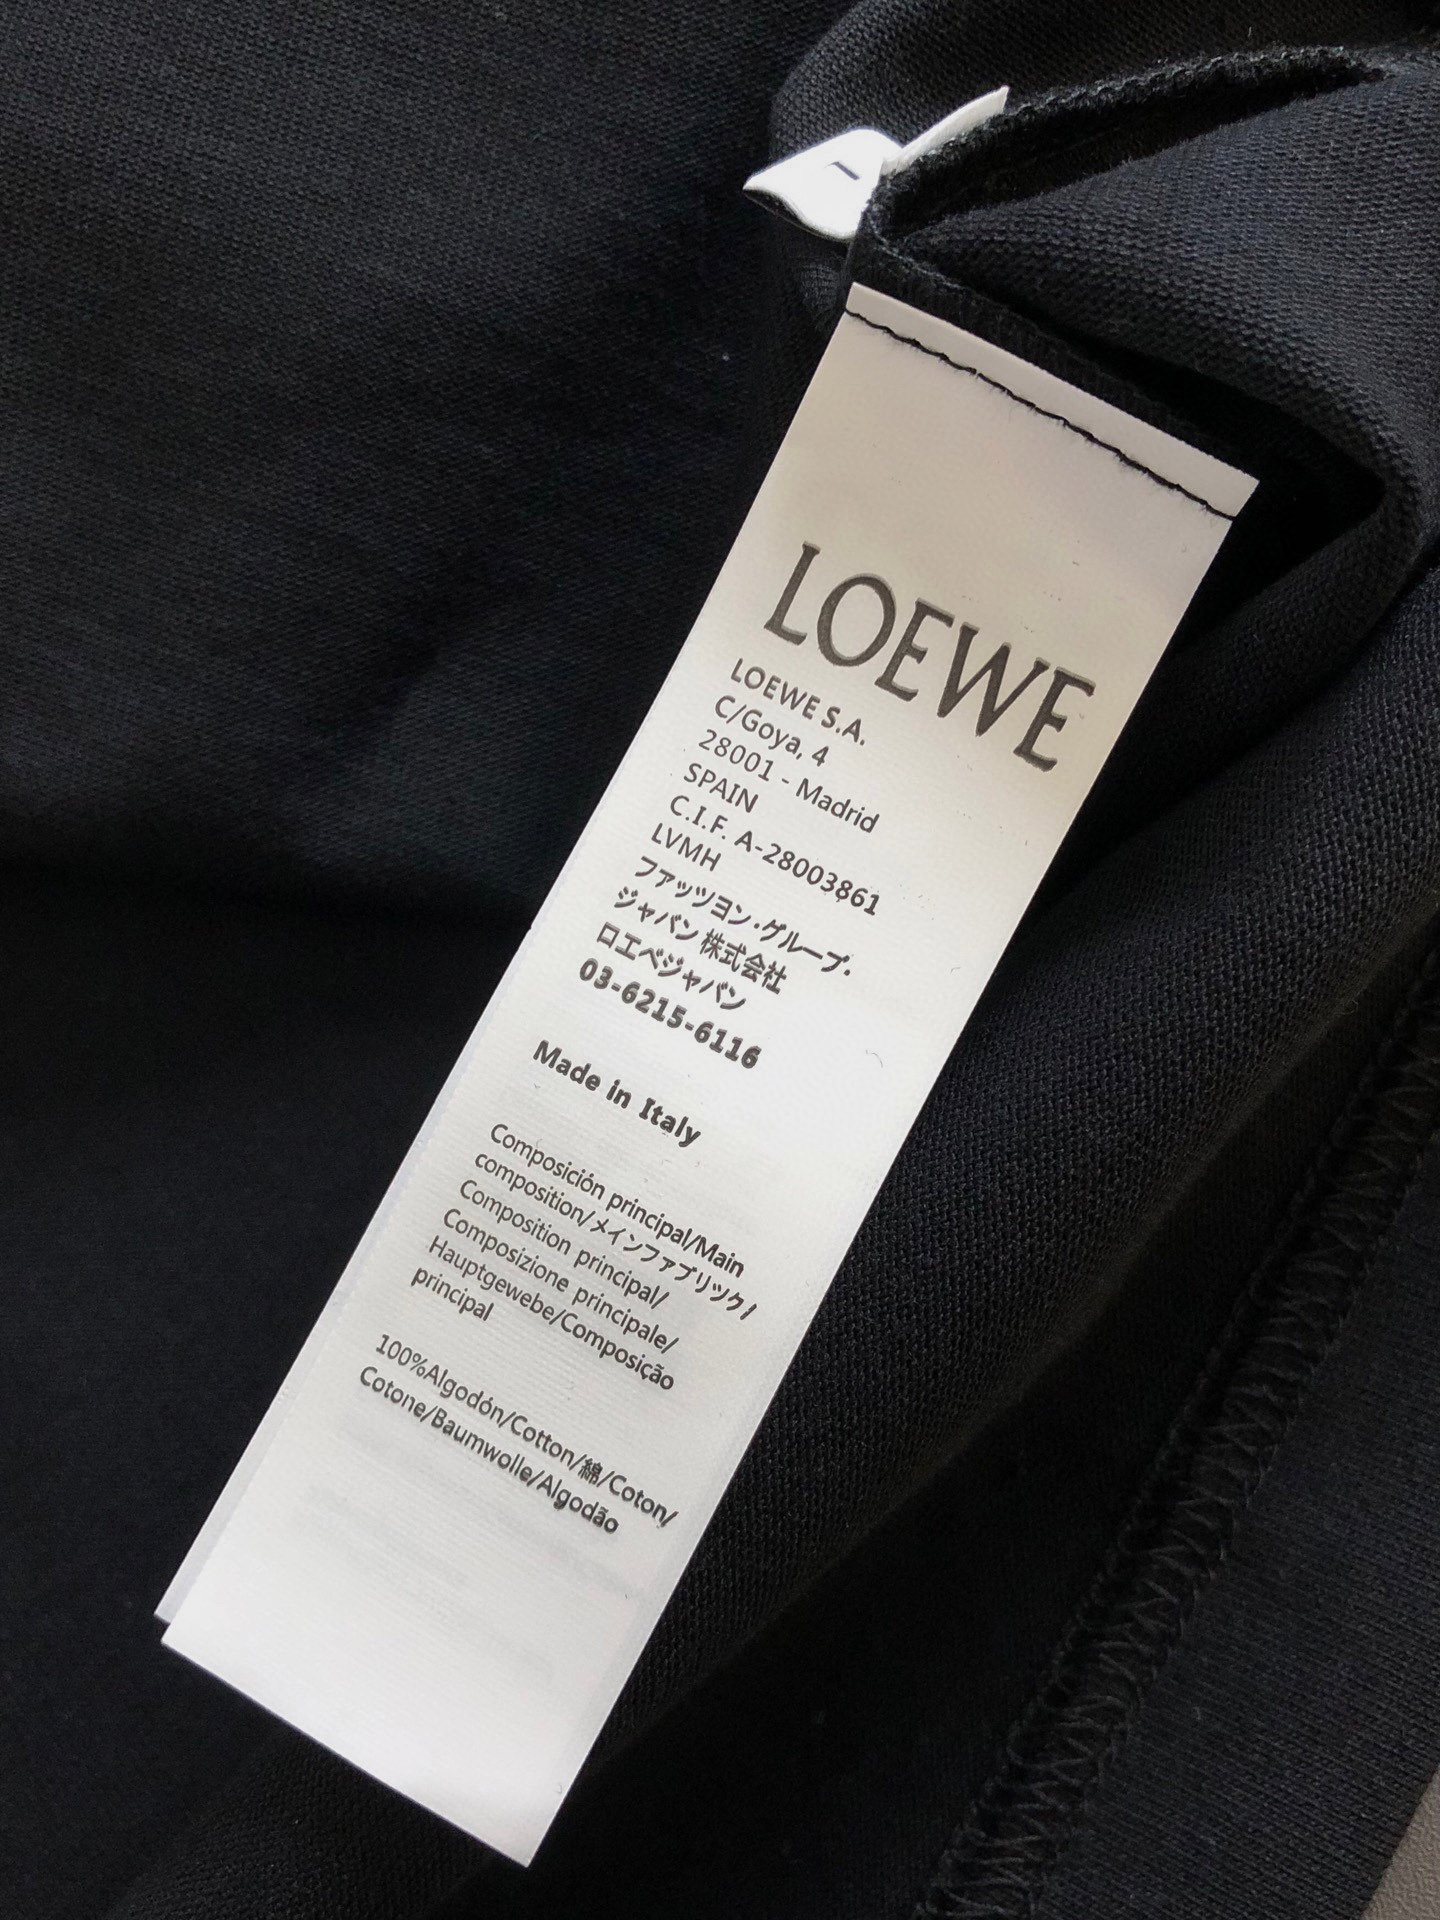 LOEWE
LOEWE S.A.
C/Goya, 4
28001 - Madrid
SPAIN
C.I.F. A-28003861
LVMH
ファッツヨン・グループ・
ジャバン 株式会社
ロエベジャバン
03-6215-6116
Made in Italy
Composición principal/Main
composition/メインファブリツク/
Composition principal/
Composizione principale/
Hauptgewebe/Composição
principal
100%Algodón/Cotton/綿/Coton/
Cotone/Baumwolle/Algodão